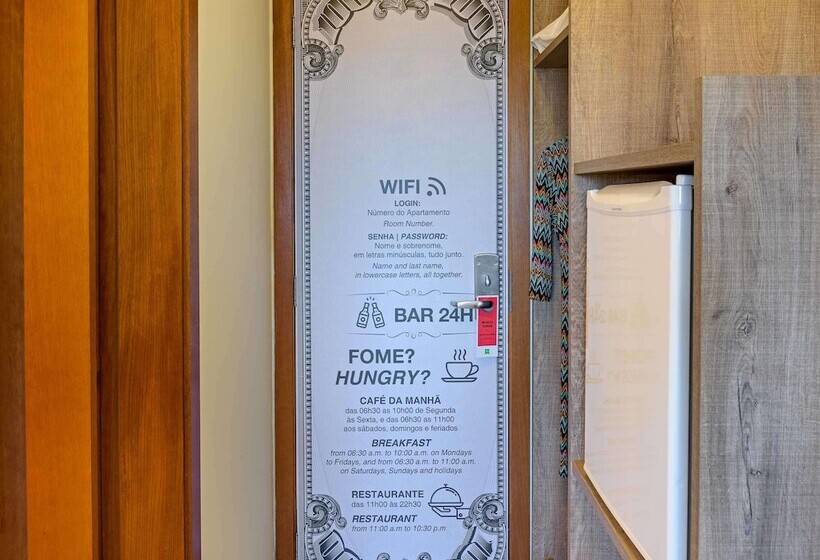 WIFI
LOGIN:
Número do Apartamento
Room Number.
SENHA | PASSWORD:
Nome e sobrenome,
em letras minúsculas, tudo junto.
Name and last name,
in lowercase letters, all together.
BAR 24H
FOME?
HUNGRY?
CAFÉ DA MANHÃ
das 06h30 as 10h00 de Segunda
às Sexta, e das 06h30 as 11h00
aos sábados, domingos e feriados
BREAKFAST
from 06:30 a.m. to 10:00 a.m. on Mondays
to Fridays, and from 06:30 a.m. to 11:00 a.m.
on Saturdays, Sundays and holidays
RESTAURANTE
das 11h00 às 22h30
RESTAURANT
from 11:00 a.m to 10:30 p.m